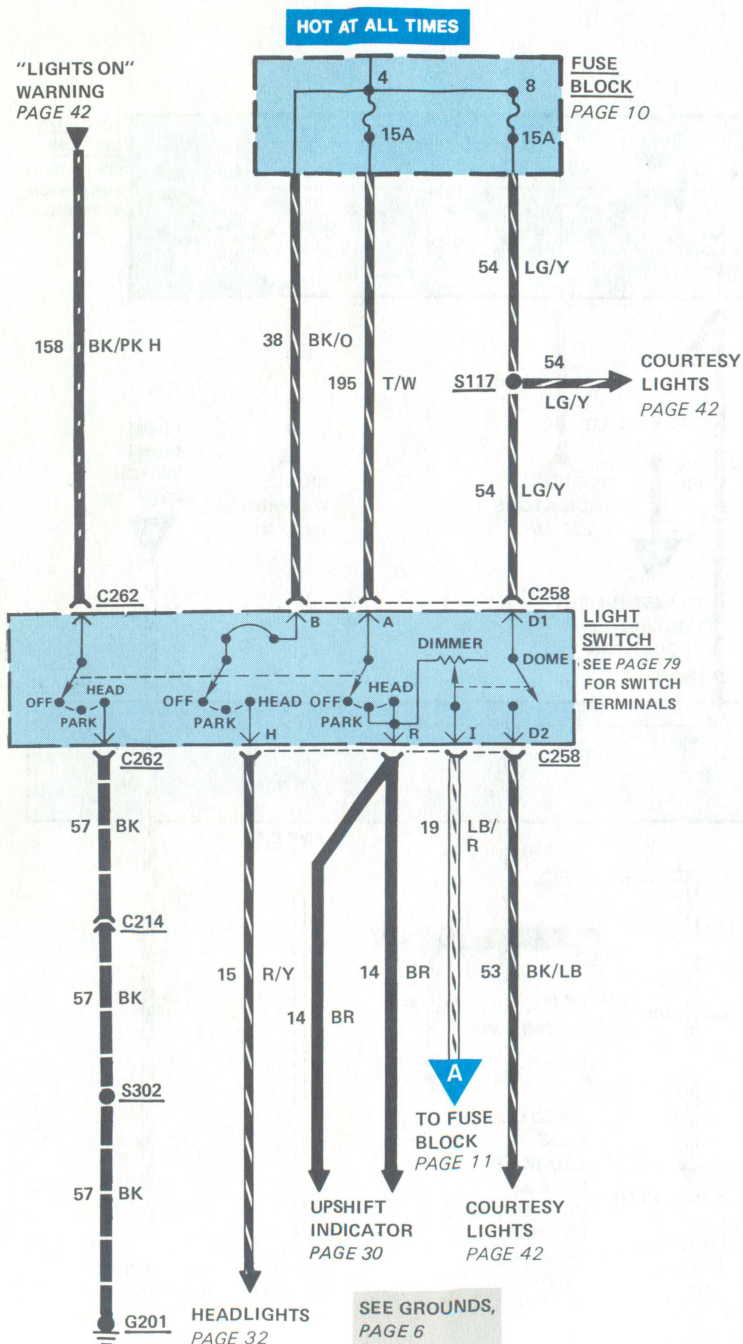 HOT AT ALL TIMES
"LIGHTS ON"
WARNING
PAGE 42
4
8
15A
15A
FUSE
BLOCK
PAGE 10
54 LG/Y
158 BK/PK H
38 BK/O
195 T/W
S117
54
LG/Y
COURTESY
LIGHTS
PAGE 42
54 LG/Y
C262
C258
B
A
D1
LIGHT
SWITCH
SEE PAGE 79
FOR SWITCH
TERMINALS
DIMMER
DOME
OFF
PARK
HEAD
OFF
PARK
HEAD
OFF
PARK
HEAD
H
R
I
D2
C262
C258
57 BK
19 LB/
R
C214
57 BK
15 R/Y
14 BR
14 BR
53 BK/LB
A
S302
TO FUSE
BLOCK
PAGE 11
57 BK
UPSHIFT
INDICATOR
PAGE 30
COURTESY
LIGHTS
PAGE 42
G201
HEADLIGHTS
PAGE 32
SEE GROUNDS,
PAGE 6